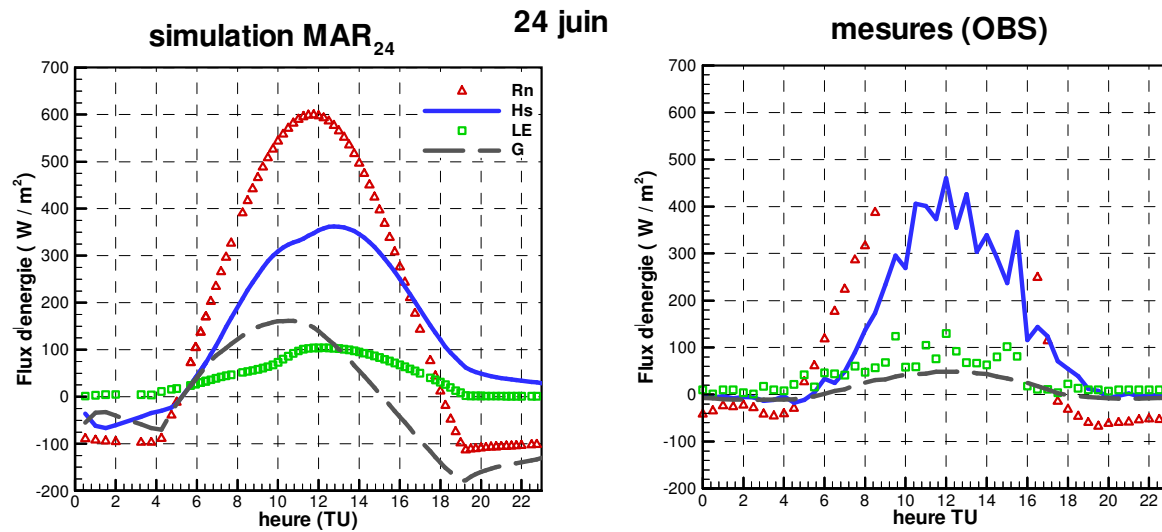 24 juin
simulation MAR24
mesures (OBS)
Flux d'energie ( W / m²)
700
600
500
400
300
200
100
0
-100
-200
0 2 4 6 8 10 12 14 16 18 20 22
heure (TU)
Rn
Hs
LE
G
Flux d'energie ( W / m²)
700
600
500
400
300
200
100
0
-100
-200
0 2 4 6 8 10 12 14 16 18 20 22
heure TU